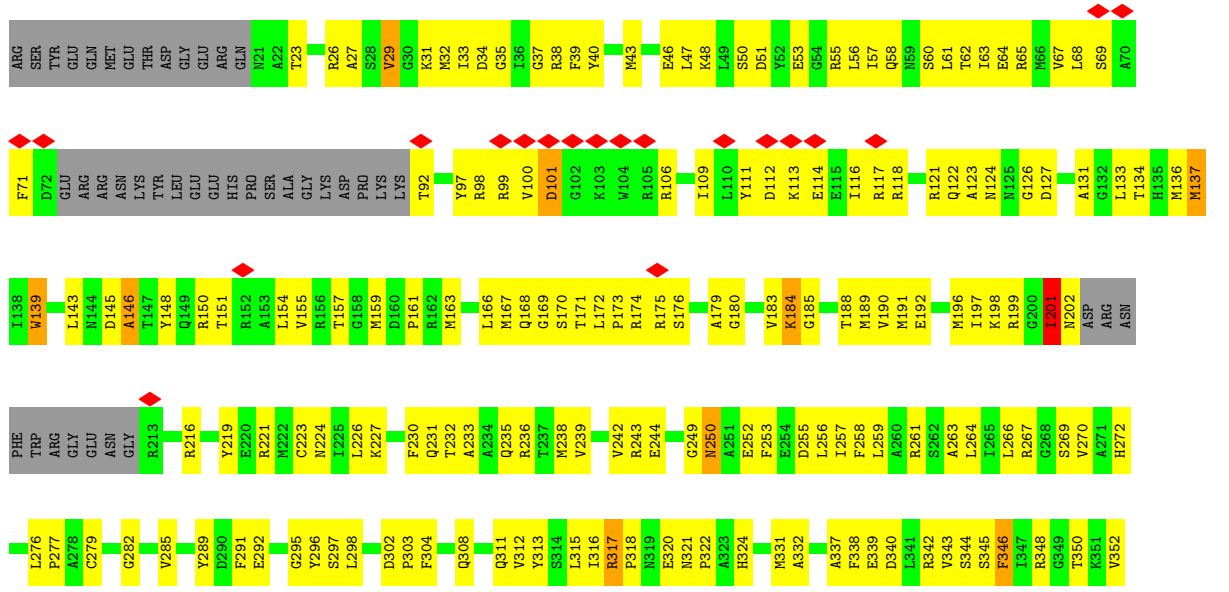 ARG SER TYR GLU GLN MET GLU THR ASP GLY GLU ARG GLN N21 A22 T23 R26 A27 S28 V29 G30 K31 M32 I33 D34 G35 I36 G37 R38 F39 Y40 M43 E46 L47 K48 L49 S50 D51 Y52 E53 G54 R55 L56 I57 Q58 N59 S60 L61 T62 I63 E64 R65 M66 V67 L68 S69 A70
F71 D72 GLU ARG ARG ASN LYS TYR LEU GLU GLU HIS PRO SER ALA GLY LYS ASP PRO LYS LYS T92 Y97 R98 R99 V100 D101 G102 K103 W104 R105 R106 I109 L110 Y111 D112 K113 E114 E115 I116 R117 R118 R121 Q122 A123 N124 N125 G126 D127 A131 G132 L133 T134 H135 M136 M137
I138 W139 L143 N144 D145 A146 T147 Y148 Q149 R150 T151 R152 A153 L154 V155 R156 T157 G158 M159 D160 P161 R162 M163 L166 M167 Q168 G169 S170 T171 L172 P173 R174 R175 S176 A179 G180 V183 K184 G185 T188 M189 V190 M191 E192 M196 I197 K198 R199 G200 I201 N202 ASP ARG ASN
PHE TRP ARG GLY GLU ASN GLY R213 R216 Y219 E220 R221 M222 C223 N224 I225 L226 K227 F230 Q231 T232 A233 A234 Q235 R236 T237 M238 V239 V242 R243 E244 G249 N250 A251 E252 F253 E254 D255 L256 I257 F258 L259 A260 R261 S262 A263 L264 I265 L266 R267 G268 S269 V270 A271 H272
L276 P277 A278 C279 G282 V285 Y289 D290 F291 E292 G295 Y296 S297 L298 D302 P303 F304 Q308 Q311 V312 Y313 S314 L315 I316 R317 P318 N319 E320 N321 P322 A323 H324 M331 A332 A337 F338 E339 D340 L341 R342 V343 S344 S345 F346 I347 R348 G349 T350 K351 V352